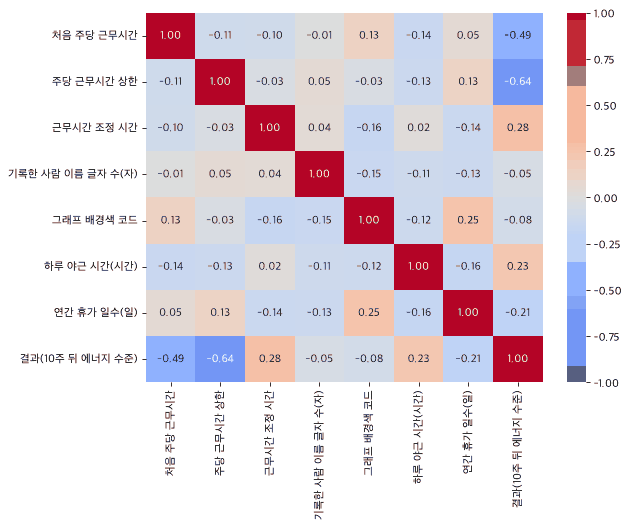 처음 주당 근무시간 1.00 −0.11 −0.10 −0.01 0.13 −0.14 0.05 −0.49
주당 근무시간 상한 −0.11 1.00 −0.03 0.05 −0.03 −0.13 0.13 −0.64
근무시간 조정 시간 −0.10 −0.03 1.00 0.04 −0.16 0.02 −0.14 0.28
기록한 사람 이름 글자 수(자) −0.01 0.05 0.04 1.00 −0.15 −0.11 −0.13 −0.05
그래프 배경색 코드 0.13 −0.03 −0.16 −0.15 1.00 −0.12 0.25 −0.08
하루 야근 시간(시간) −0.14 −0.13 0.02 −0.11 −0.12 1.00 −0.16 0.23
연간 휴가 일수(일) 0.05 0.13 −0.14 −0.13 0.25 −0.16 1.00 −0.21
결과(10주 뒤 에너지 수준) −0.49 −0.64 0.28 −0.05 −0.08 0.23 −0.21 1.00
처음 주당 근무시간
주당 근무시간 상한
근무시간 조정 시간
기록한 사람 이름 글자 수(자)
그래프 배경색 코드
하루 야근 시간(시간)
연간 휴가 일수(일)
결과(10주 뒤 에너지 수준)
1.00
0.75
0.50
0.25
0.00
−0.25
−0.50
−0.75
−1.00